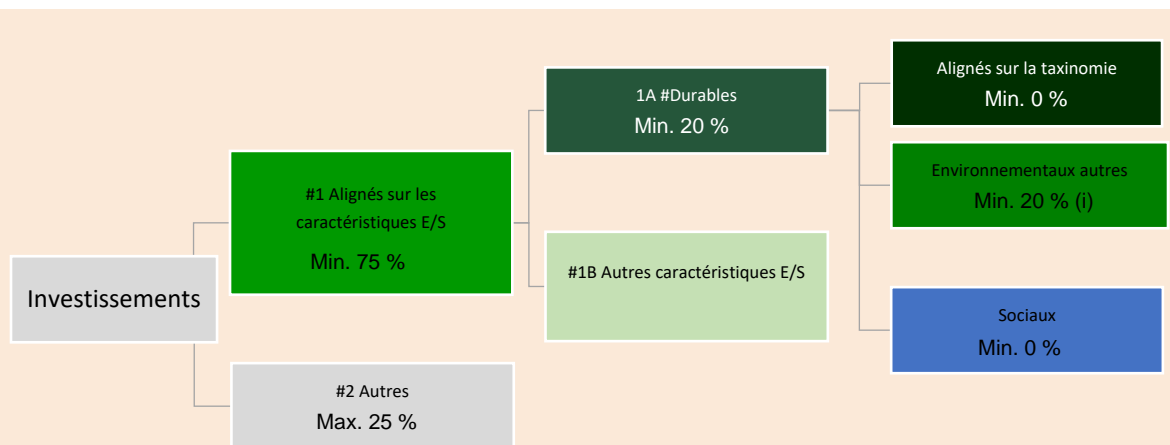 Investissements
#1 Alignés sur les
caractéristiques E/S
Min. 75 %
#2 Autres
Max. 25 %
1A #Durables
Min. 20 %
#1B Autres caractéristiques E/S
Alignés sur la taxinomie
Min. 0 %
Environnementaux autres
Min. 20 % (i)
Sociaux
Min. 0 %